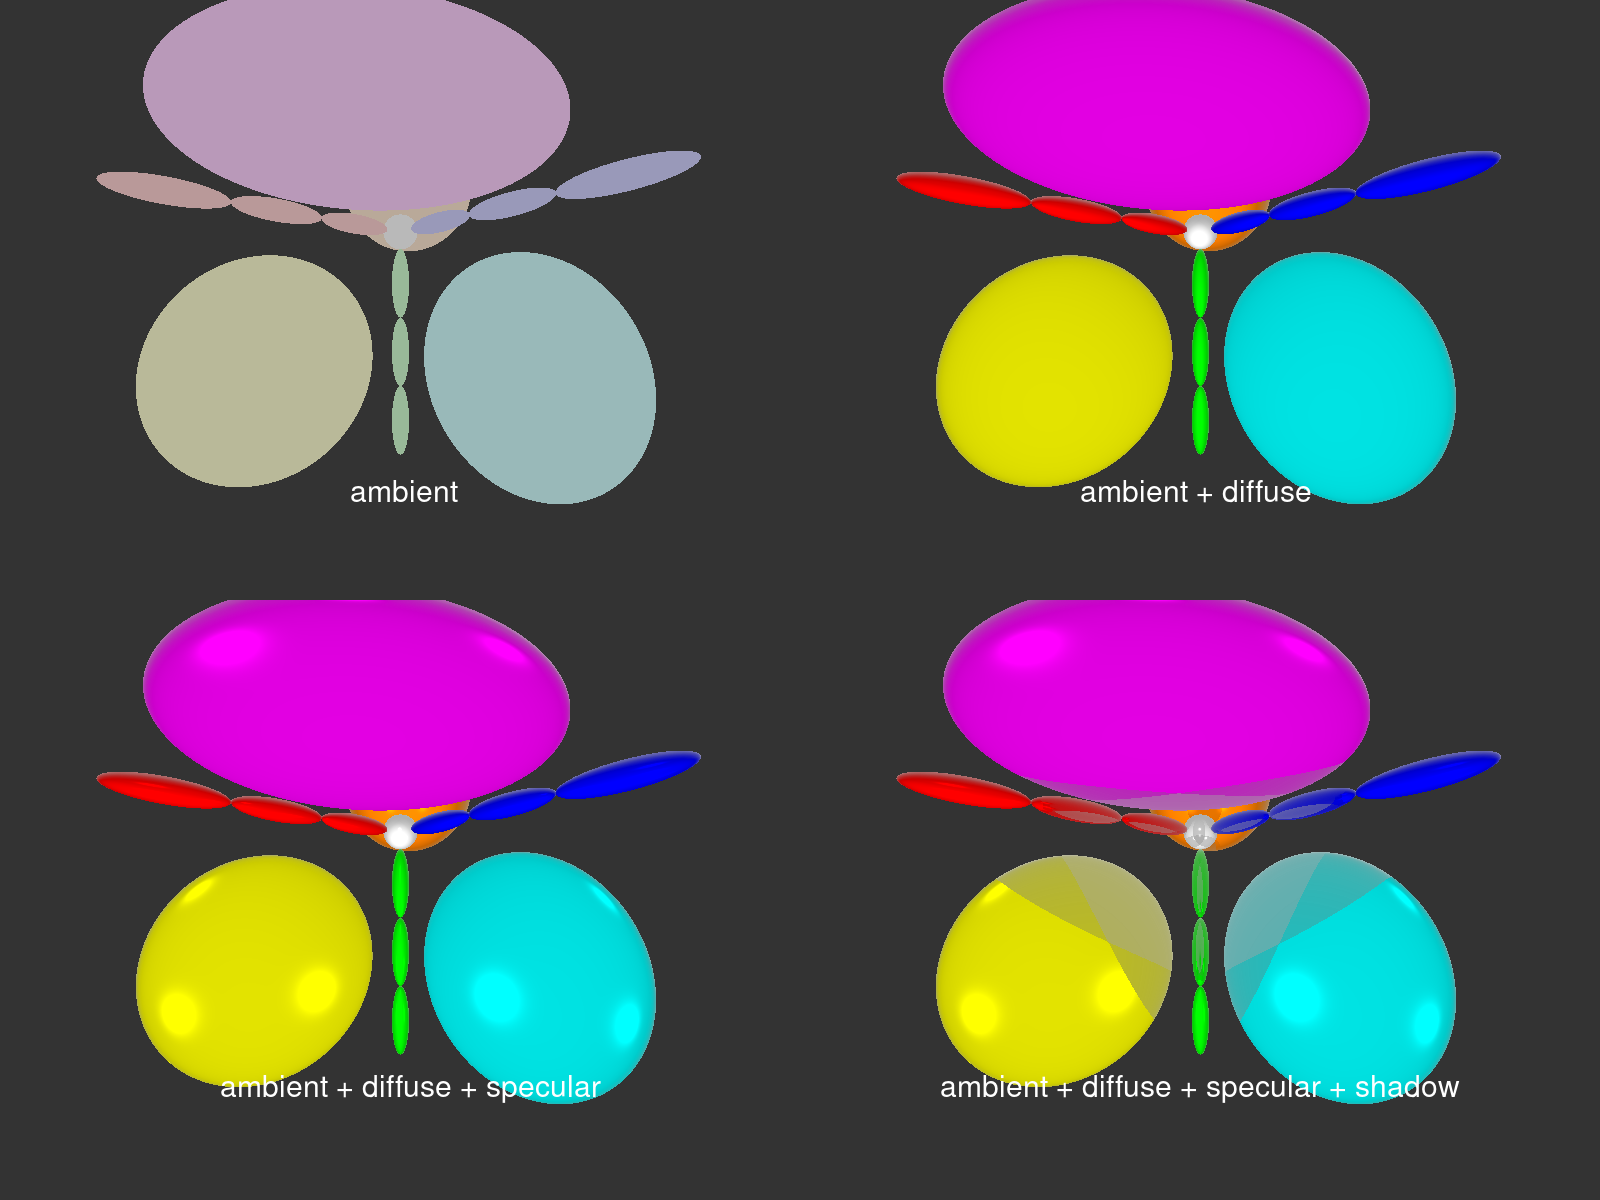 ambient
ambient + diffuse
ambient + diffuse + specular
ambient + diffuse + specular + shadow